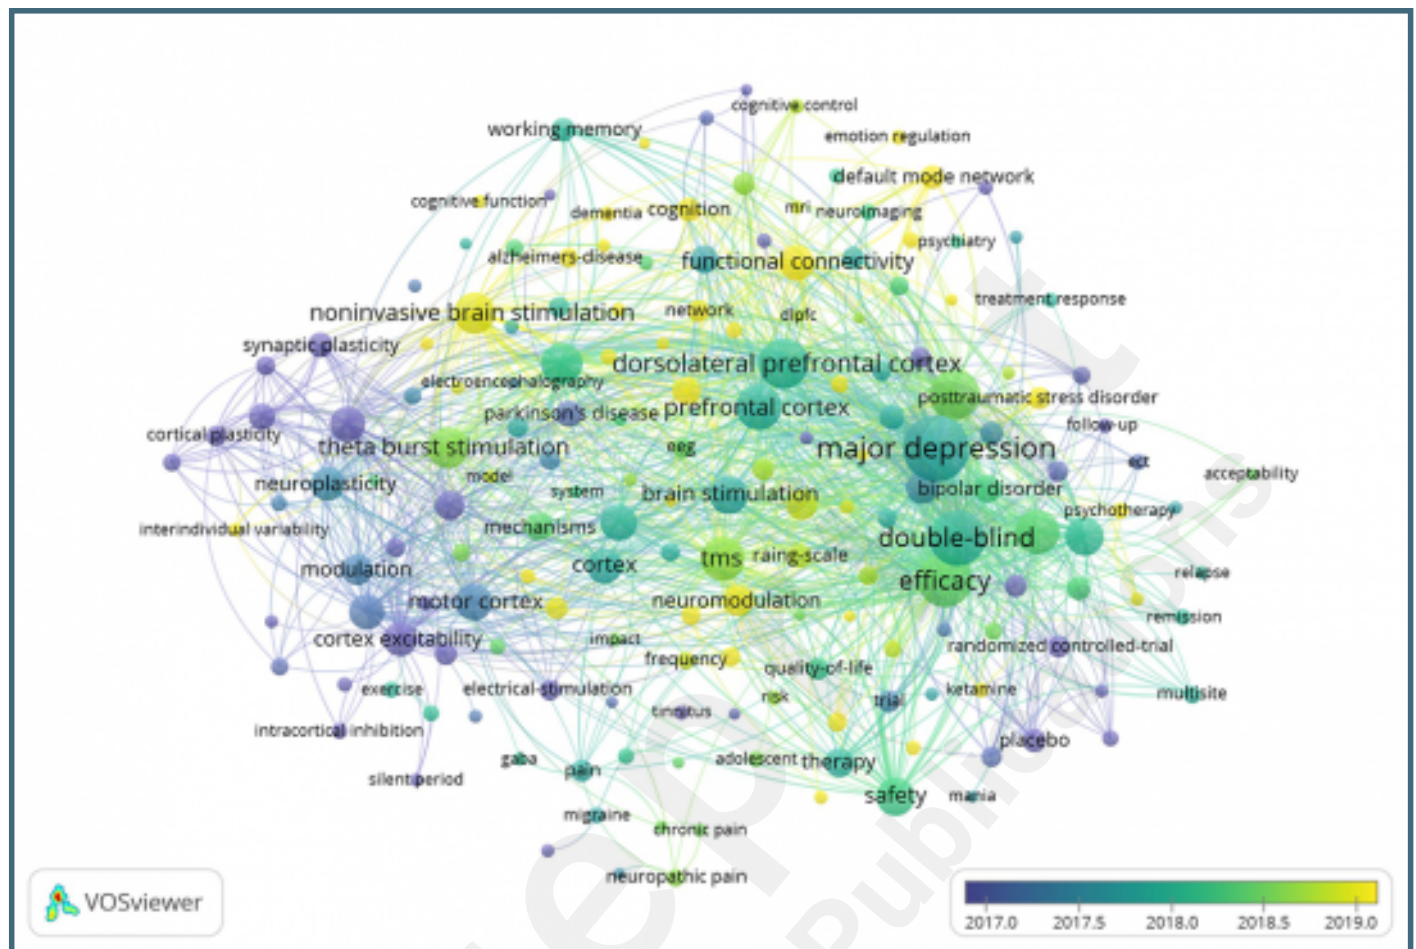 cognitive control
working memory
emotion regulation
default mode network
cognitive function
dementia
cognition
mri
neuroimaging
alzheimers-disease
functional connectivity
psychiatry
noninvasive brain stimulation
network
dlpfc
treatment response
synaptic plasticity
dorsolateral prefrontal cortex
electroencephalography
parkinson's disease
prefrontal cortex
posttraumatic stress disorder
cortical plasticity
theta burst stimulation
eeg
major depression
follow-up
ect
neuroplasticity
model
system
brain stimulation
bipolar disorder
acceptability
psychotherapy
interindividual variability
mechanisms
double-blind
modulation
cortex
tms
raing-scale
efficacy
relapse
motor cortex
neuromodulation
remission
cortex excitability
impact
frequency
quality-of-life
randomized controlled-trial
exercise
electrical-stimulation
risk
trial
ketamine
multisite
intracortical inhibition
tinnitus
placebo
silent period
gaba
pain
adolescent
therapy
safety
mania
migraine
chronic pain
neuropathic pain
VOSviewer
2017.0 2017.5 2018.0 2018.5 2019.0